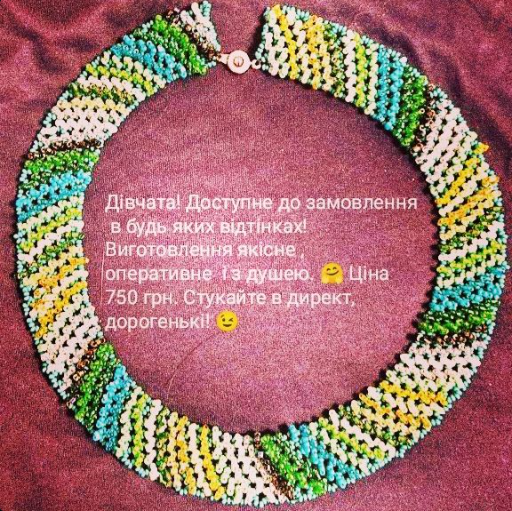 Дівчата! Доступне до замовлення
в будь яких відтінках!
Виготовлення якісне ,
оперативне і з душею. 🤗 Ціна
750 грн. Стукайте в директ,
дорогенькі! 😉